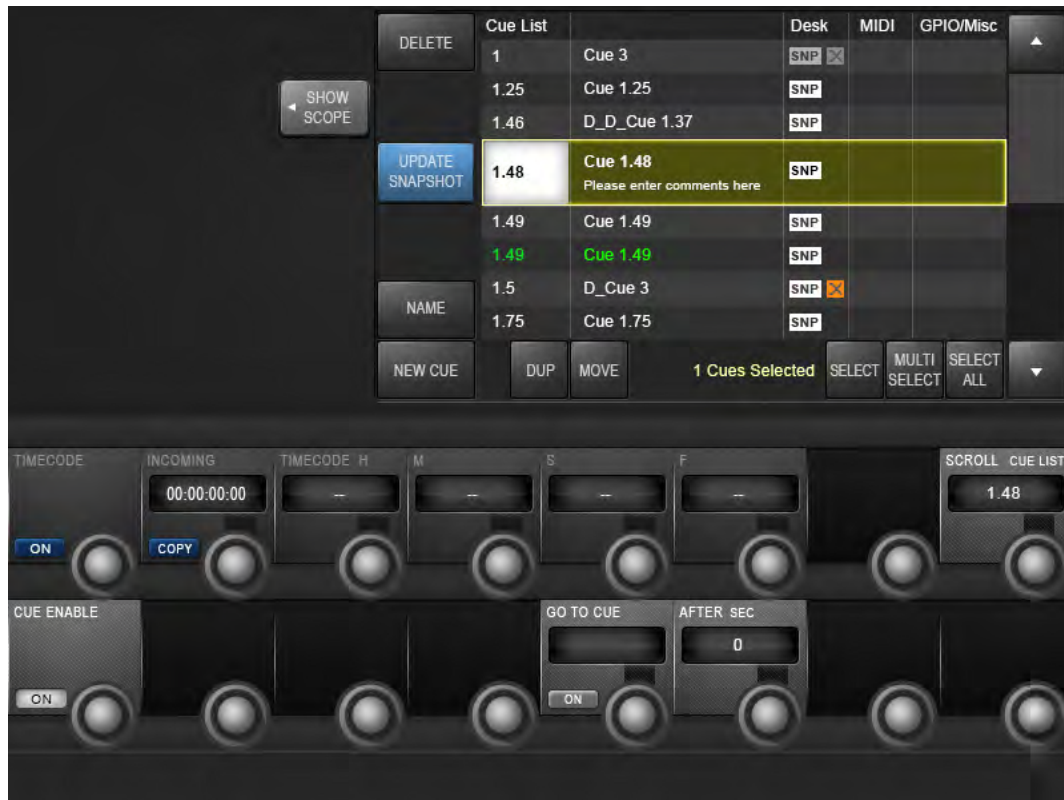 DELETE
Cue List Desk MIDI GPIO/Misc
1 Cue 3 SNP
SHOW SCOPE
1.25 Cue 1.25 SNP
1.46 D_D_Cue 1.37 SNP
UPDATE SNAPSHOT
1.48 Cue 1.48 SNP
Please enter comments here
1.49 Cue 1.49 SNP
1.49 Cue 1.49 SNP
NAME
1.5 D_Cue 3 SNP
1.75 Cue 1.75 SNP
NEW CUE DUP MOVE 1 Cues Selected SELECT MULTI SELECT SELECT ALL
TIMECODE INCOMING TIMECODE H M S F SCROLL CUE LIST
00:00:00:00 -- -- -- -- 1.48
ON COPY
CUE ENABLE GO TO CUE AFTER SEC
0
ON ON